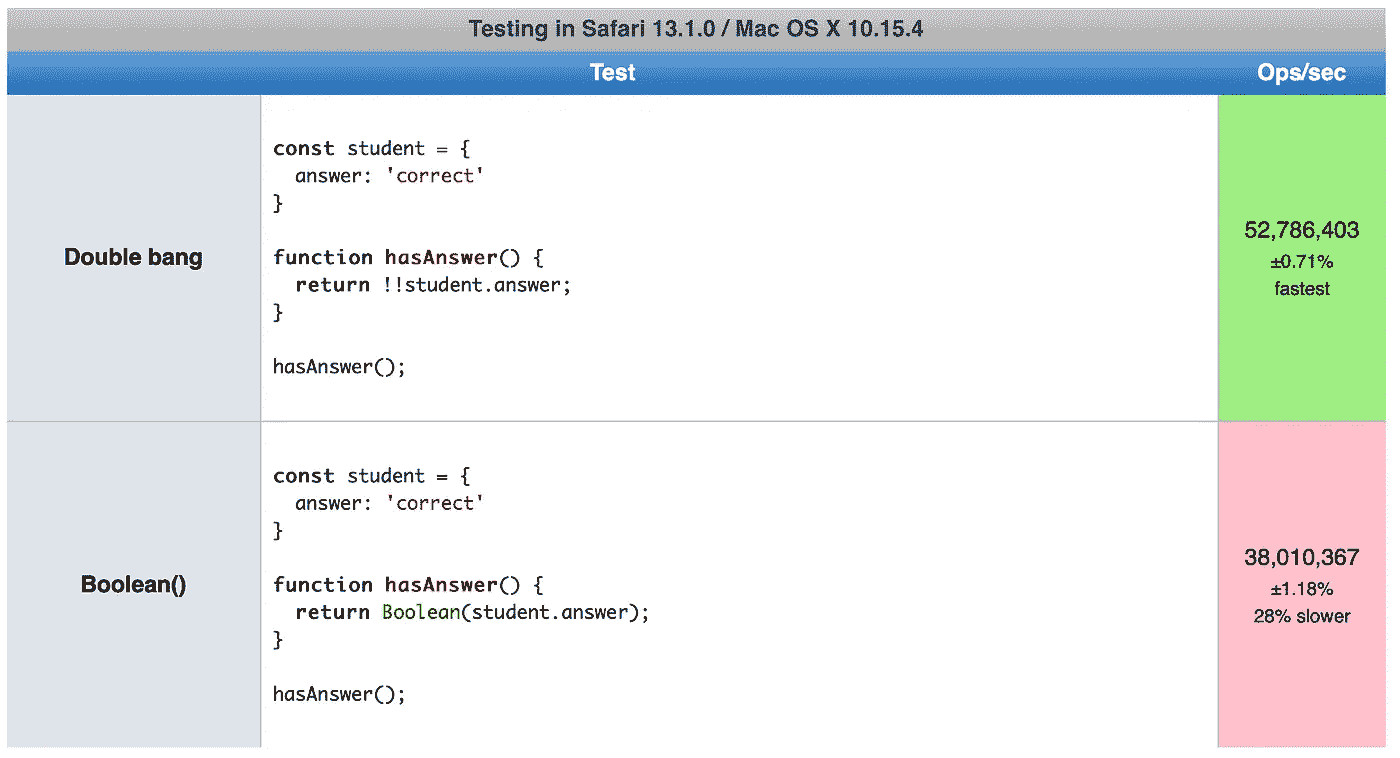 Testing in Safari 13.1.0 / Mac OS X 10.15.4
Test Ops/sec
Double bang
const student = {
  answer: 'correct'
}
function hasAnswer() {
  return !!student.answer;
}
hasAnswer();
52,786,403
±0.71%
fastest
Boolean()
const student = {
  answer: 'correct'
}
function hasAnswer() {
  return Boolean(student.answer);
}
hasAnswer();
38,010,367
±1.18%
28% slower